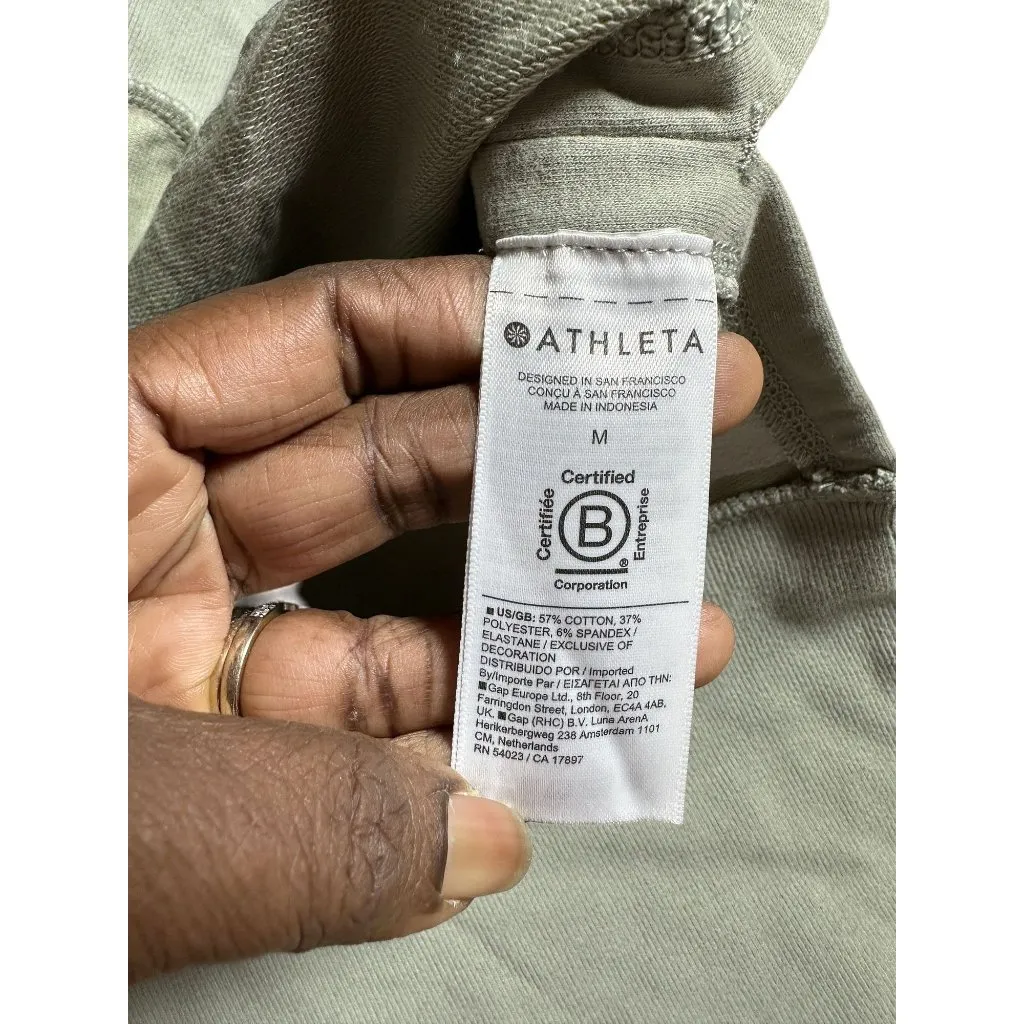 ATHLETA
DESIGNED IN SAN FRANCISCO
CONÇU À SAN FRANCISCO
MADE IN INDONESIA
M
Certified
Certifiée
B
Entreprise
®
Corporation
US/GB: 57% COTTON, 37%
POLYESTER, 6% SPANDEX /
ELASTANE / EXCLUSIVE OF
DECORATION
DISTRIBUIDO POR / Imported
By/Importe Par / ΕΙΣΑΓΕΤΑΙ ΑΠΟ ΤΗΝ:
Gap Europe Ltd., 8th Floor, 20
Farringdon Street, London, EC4A 4AB,
UK. Gap (RHC) B.V. Luna ArenA
Herikerbergweg 238 Amsterdam 1101
CM, Netherlands
RN 54023 / CA 17897